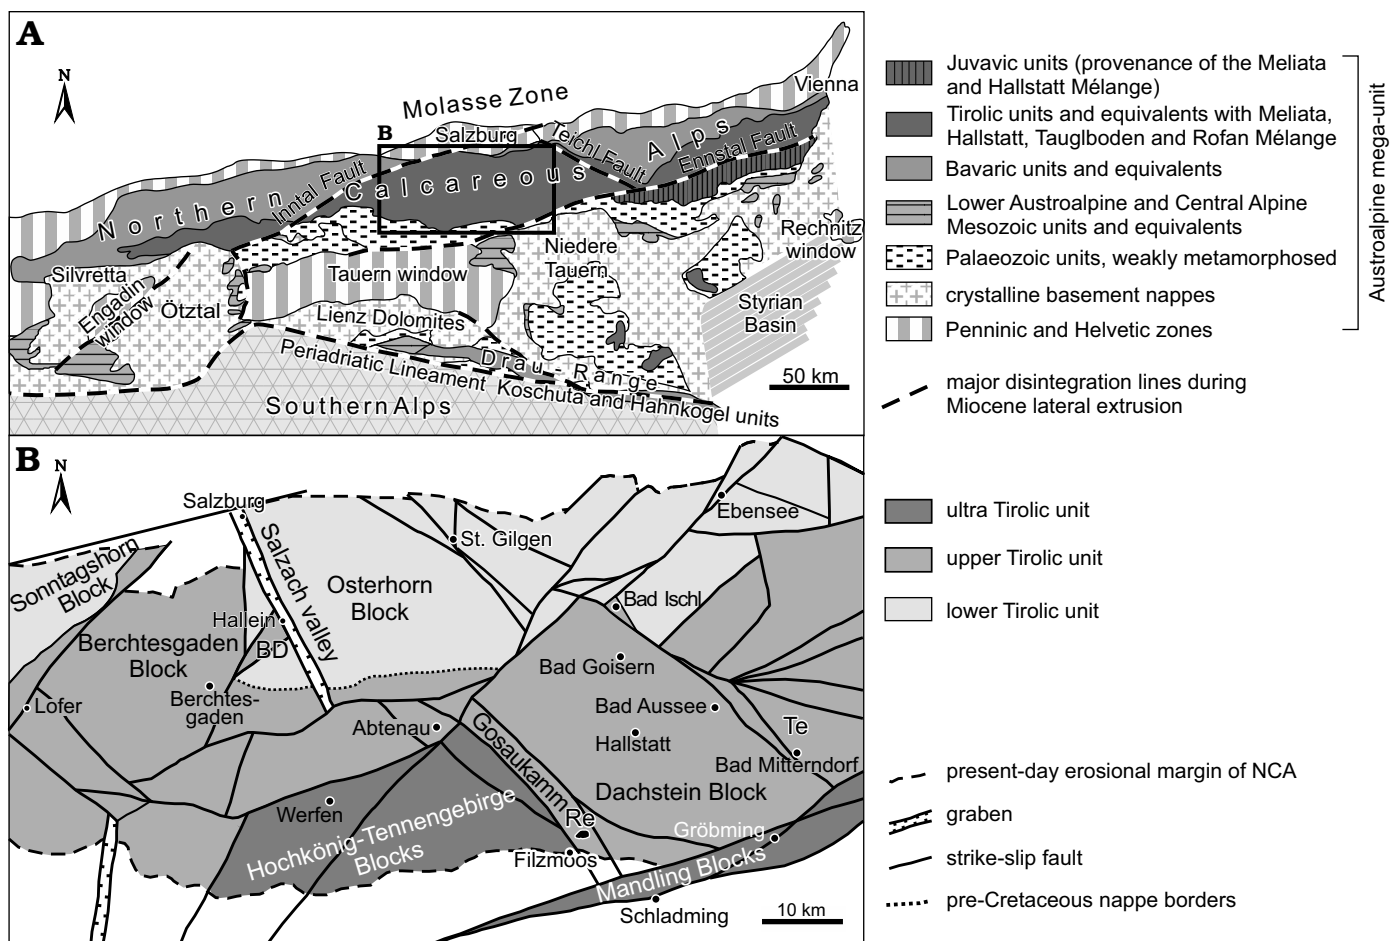 A
N
Molasse Zone
Vienna
B
Salzburg
Teichl Fault
Alps
Ennstal Fault
Northern
Inntal Fault
Calcareous
Silvretta
Engadin
window
Ötztal
Tauern window
Lienz Dolomites
Niedere
Tauern
Rechnitz
window
Styrian
Basin
Drau Range
Periadriatic Lineament
Koschuta and Hahnkogel units
Southern Alps
50 km
Juvavic units (provenance of the Meliata
and Hallstatt Mélange)
Tirolic units and equivalents with Meliata,
Hallstatt, Tauglboden and Rofan Mélange
Bavaric units and equivalents
Lower Austroalpine and Central Alpine
Mesozoic units and equivalents
Palaeozoic units, weakly metamorphosed
crystalline basement nappes
Penninic and Helvetic zones
Austroalpine mega-unit
major disintegration lines during
Miocene lateral extrusion
B
N
Salzburg
Salzach valley
Sonntagshorn
Block
Osterhorn
Block
St. Gilgen
Ebensee
Hallein
BD
Bad Ischl
Berchtesgaden
Block
Berchtes-
gaden
Lofer
Bad Goisern
Bad Aussee
Abtenau
Gosaukamm
Hallstatt
Te
Bad Mitterndorf
Dachstein Block
Werfen
Hochkönig-Tennengebirge
Blocks
Re
Gröbming
Filzmoos
Mandling Blocks
Schladming
10 km
ultra Tirolic unit
upper Tirolic unit
lower Tirolic unit
present-day erosional margin of NCA
graben
strike-slip fault
pre-Cretaceous nappe borders